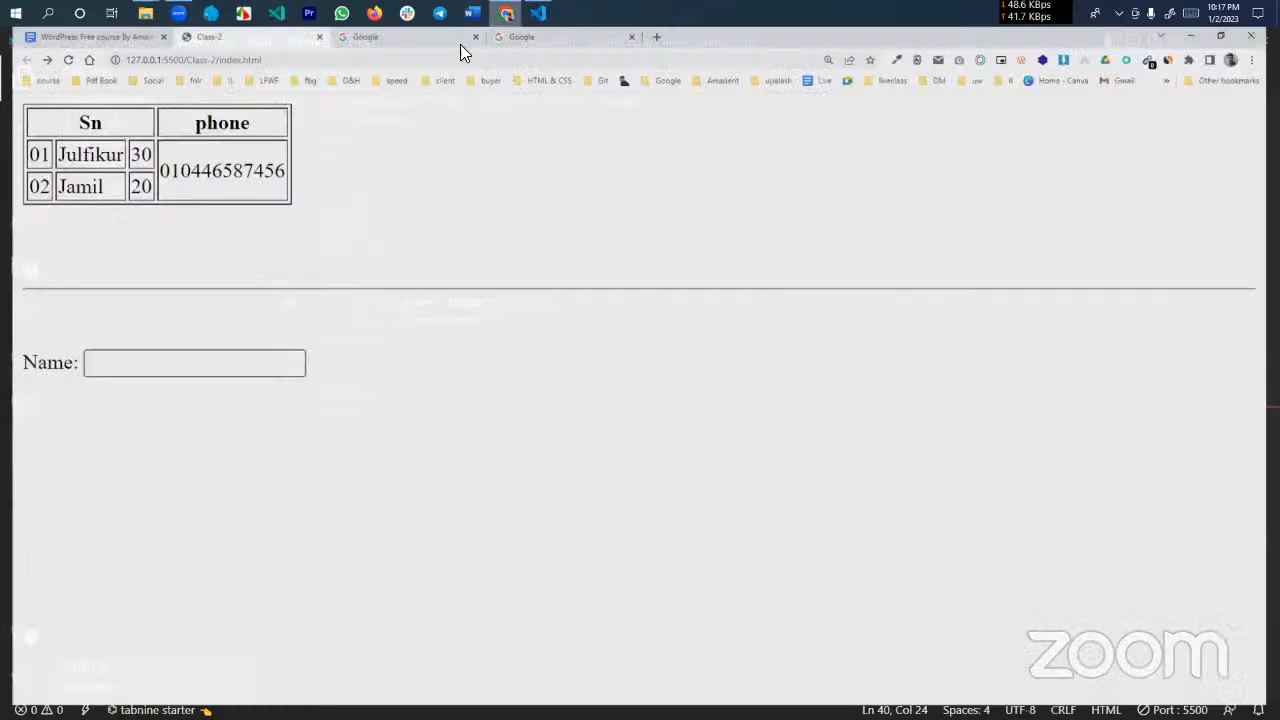 48.6 KBps
41.7 KBps
10:17 PM
1/2/2023
WordPress Free course By Ama
Class-2
Google
Google
127.0.0.1:5500/Class-2/index.html
course
Pdf Book
Social
LFWF
fbg
D&H
speed
client
buyer
HTML & CSS
Git
Google
Amaderit
upalash
Live
liveclass
DM
uw
Home - Canva
Gmail
Other bookmarks
Sn phone
01 Julfikur 30 010446587456
02 Jamil 20
Name:
zoom
0 0 tabnine starter Ln 40, Col 24 Spaces: 4 UTF-8 CRLF HTML Port : 5500